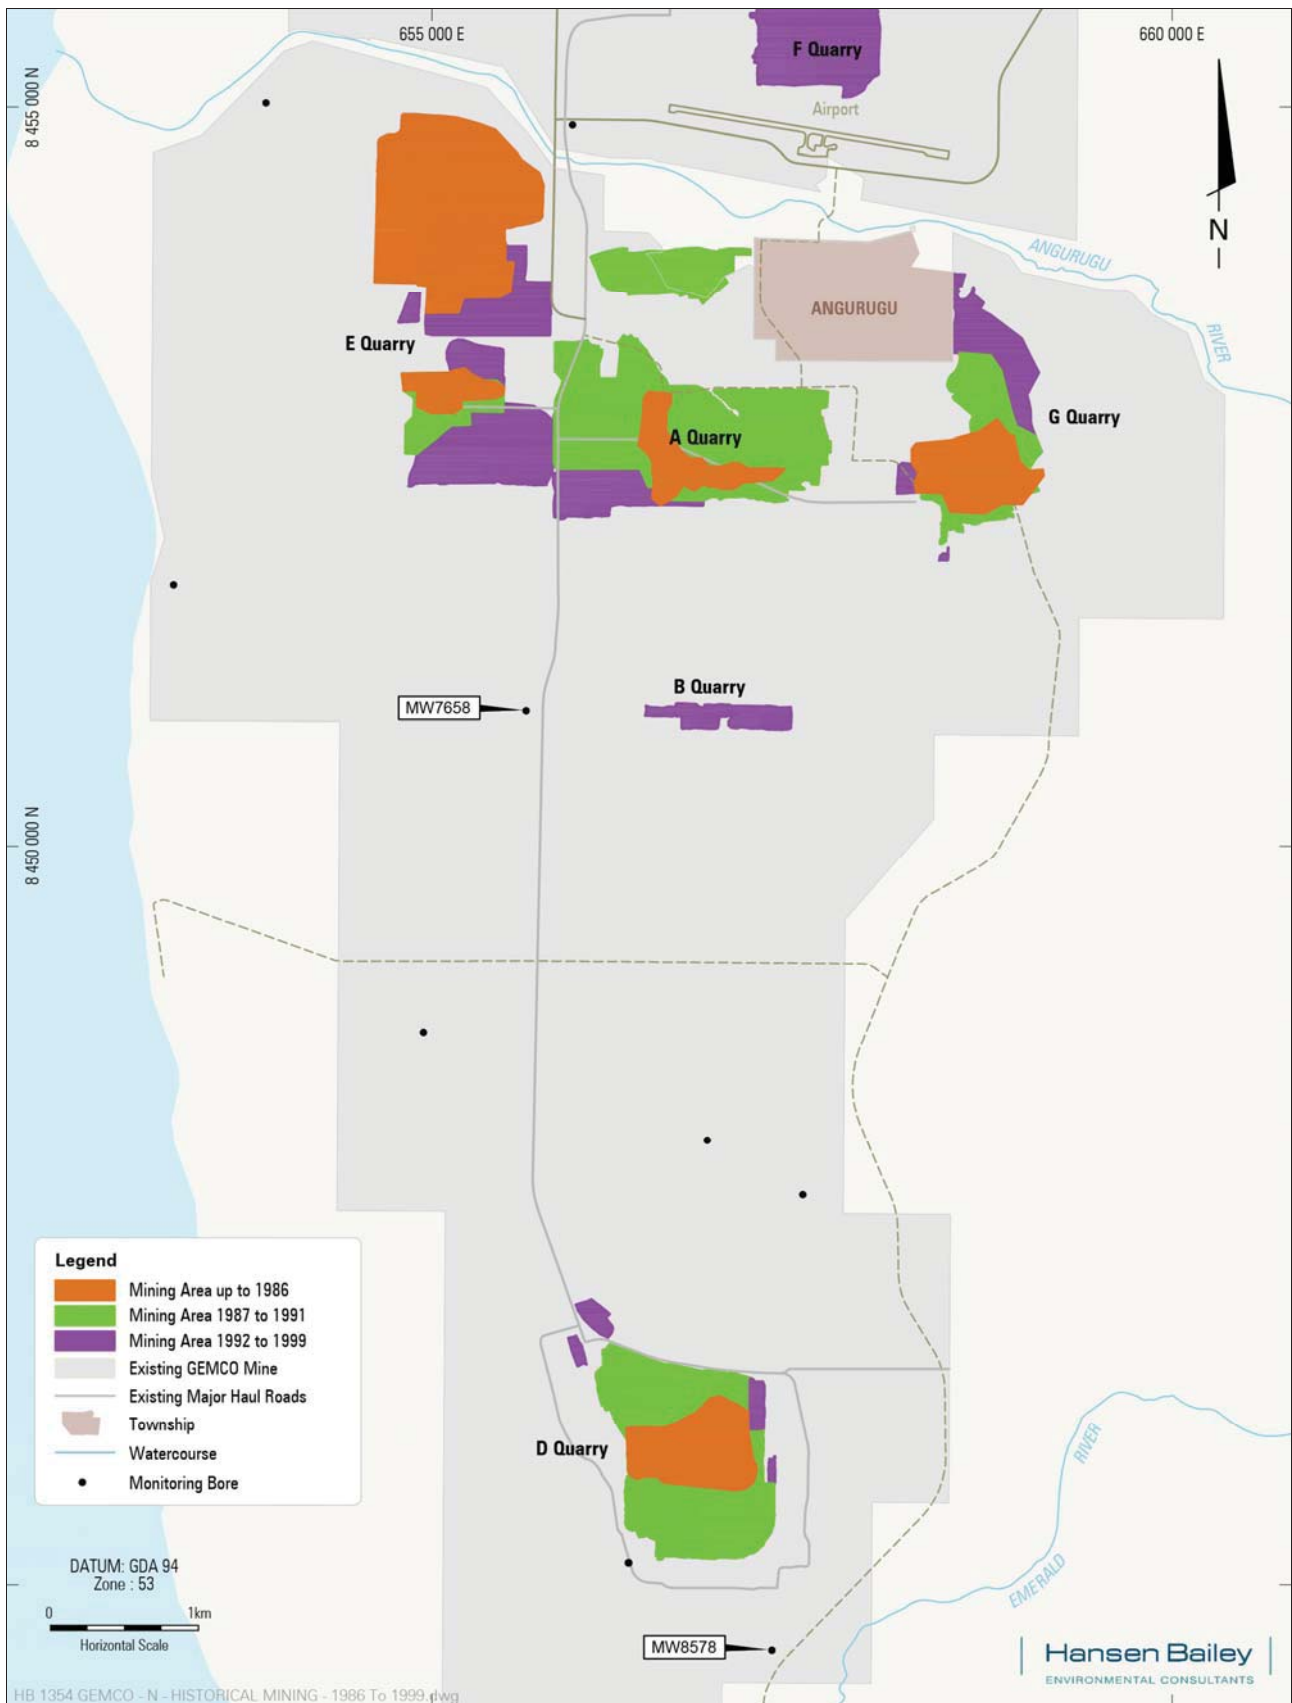 655 000 E
660 000 E
F Quarry
Airport
8 455 000 N
N
ANGURUGU
RIVER
ANGURUGU
E Quarry
G Quarry
A Quarry
B Quarry
MW7658
8 450 000 N
Legend
Mining Area up to 1986
Mining Area 1987 to 1991
Mining Area 1992 to 1999
Existing GEMCO Mine
Existing Major Haul Roads
Township
Watercourse
Monitoring Bore
D Quarry
RIVER
EMERALD
DATUM: GDA 94
Zone : 53
0 1km
Horizontal Scale
MW8578
Hansen Bailey
ENVIRONMENTAL CONSULTANTS
HB 1354 GEMCO - N - HISTORICAL MINING - 1986 To 1999.dwg